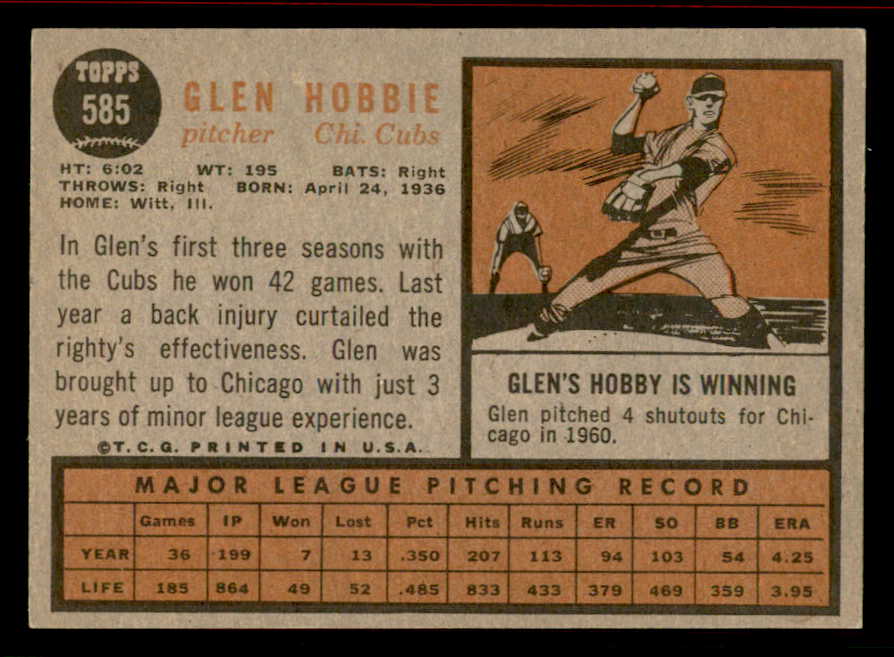 TOPPS
585
GLEN HOBBIE
pitcher Chi. Cubs
HT: 6:02 WT: 195 BATS: Right
THROWS: Right BORN: April 24, 1936
HOME: Witt, Ill.
In Glen's first three seasons with
the Cubs he won 42 games. Last
year a back injury curtailed the
righty's effectiveness. Glen was
brought up to Chicago with just 3
years of minor league experience.
©T.C.G. PRINTED IN U.S.A.
GLEN'S HOBBY IS WINNING
Glen pitched 4 shutouts for Chi-
cago in 1960.
MAJOR LEAGUE PITCHING RECORD
Games IP Won Lost Pct Hits Runs ER SO BB ERA
YEAR 36 199 7 13 .350 207 113 94 103 54 4.25
LIFE 185 864 49 52 .485 833 433 379 469 359 3.95